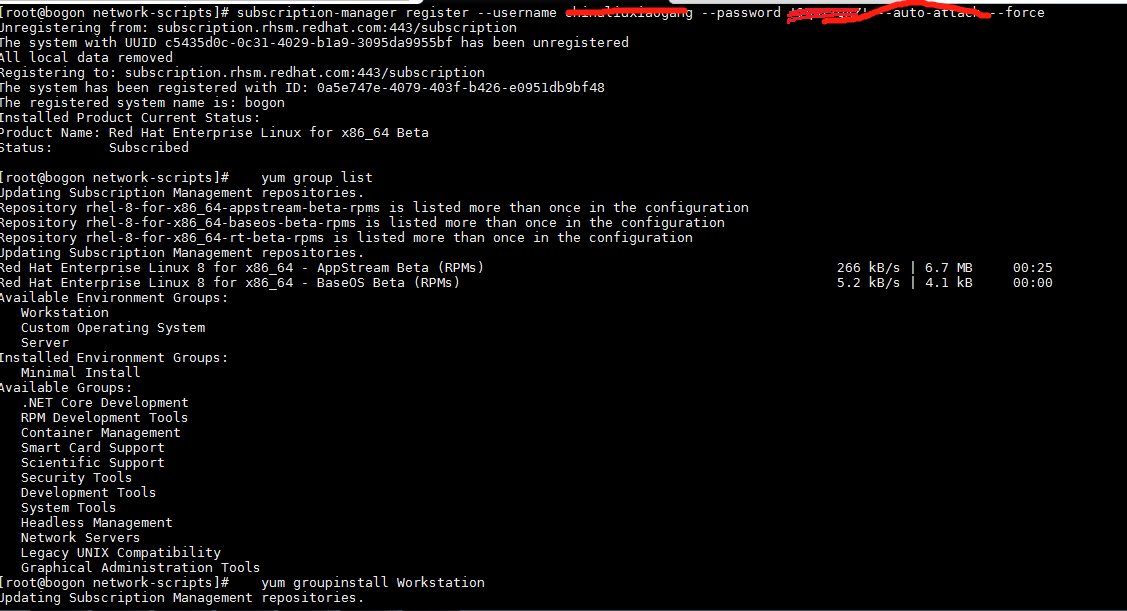 [root@bogon network-scripts]# subscription-manager register --username --password --auto-attach --force
Unregistering from: subscription.rhsm.redhat.com:443/subscription
The system with UUID c5435d0c-0c31-4029-b1a9-3095da9955bf has been unregistered
All local data removed
Registering to: subscription.rhsm.redhat.com:443/subscription
The system has been registered with ID: 0a5e747e-4079-403f-b426-e0951db9bf48
The registered system name is: bogon
Installed Product Current Status:
Product Name: Red Hat Enterprise Linux for x86_64 Beta
Status:       Subscribed
[root@bogon network-scripts]#    yum group list
Updating Subscription Management repositories.
Repository rhel-8-for-x86_64-appstream-beta-rpms is listed more than once in the configuration
Repository rhel-8-for-x86_64-baseos-beta-rpms is listed more than once in the configuration
Repository rhel-8-for-x86_64-rt-beta-rpms is listed more than once in the configuration
Updating Subscription Management repositories.
Red Hat Enterprise Linux 8 for x86_64 - AppStream Beta (RPMs) 266 kB/s | 6.7 MB 00:25
Red Hat Enterprise Linux 8 for x86_64 - BaseOS Beta (RPMs) 5.2 kB/s | 4.1 kB 00:00
Available Environment Groups:
   Workstation
   Custom Operating System
   Server
Installed Environment Groups:
   Minimal Install
Available Groups:
   .NET Core Development
   RPM Development Tools
   Container Management
   Smart Card Support
   Scientific Support
   Security Tools
   Development Tools
   System Tools
   Headless Management
   Network Servers
   Legacy UNIX Compatibility
   Graphical Administration Tools
[root@bogon network-scripts]#    yum groupinstall Workstation
Updating Subscription Management repositories.